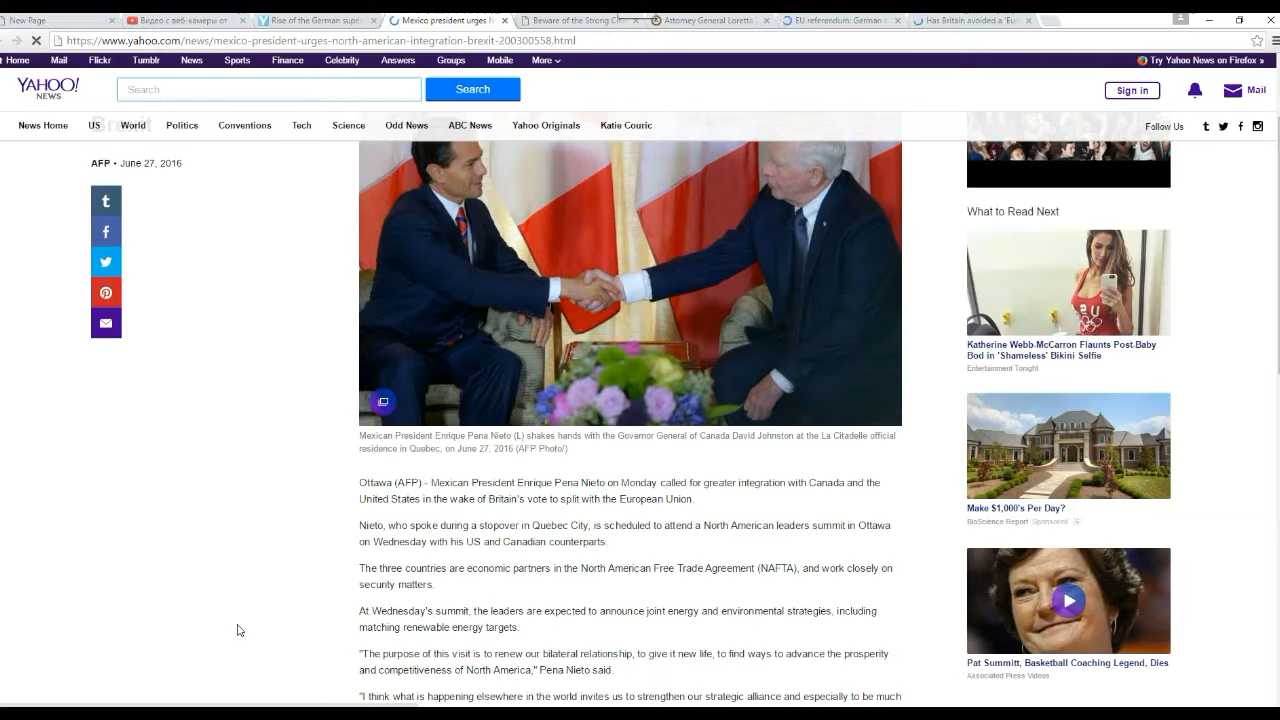 New Page
Видео с веб-камеры от
Rise of the German supe
Mexico president urges N
Beware of the Strong Ch
Attorney General Loretta
EU referendum: German s
Has Britain avoided a 'Eu
https://www.yahoo.com/news/mexico-president-urges-north-american-integration-brexit-200300558.html
Home Mail Flickr Tumblr News Sports Finance Celebrity Answers Groups Mobile More
Try Yahoo News on Firefox »
YAHOO!
NEWS
Search
Search
Sign in
Mail
Brexit
News Home US World Politics Conventions Tech Science Odd News ABC News Yahoo Originals Katie Couric
Follow Us
AFP • June 27, 2016
Mexican President Enrique Pena Nieto (L) shakes hands with the Governor General of Canada David Johnston at the La Citadelle official
residence in Quebec, on June 27, 2016 (AFP Photo/)
Ottawa (AFP) - Mexican President Enrique Pena Nieto on Monday called for greater integration with Canada and the
United States in the wake of Britain's vote to split with the European Union.
Nieto, who spoke during a stopover in Quebec City, is scheduled to attend a North American leaders summit in Ottawa
on Wednesday with his US and Canadian counterparts.
The three countries are economic partners in the North American Free Trade Agreement (NAFTA), and work closely on
security matters.
At Wednesday's summit, the leaders are expected to announce joint energy and environmental strategies, including
matching renewable energy targets.
"The purpose of this visit is to renew our bilateral relationship, to give it new life, to find ways to advance the prosperity
and competitiveness of North America," Pena Nieto said.
"I think what is happening elsewhere in the world invites us to strengthen our strategic alliance and especially to be much
What to Read Next
Katherine Webb-McCarron Flaunts Post-Baby
Bod in 'Shameless' Bikini Selfie
Entertainment Tonight
Make $1,000's Per Day?
BioScience Report Sponsored
Pat Summitt, Basketball Coaching Legend, Dies
Associated Press Videos